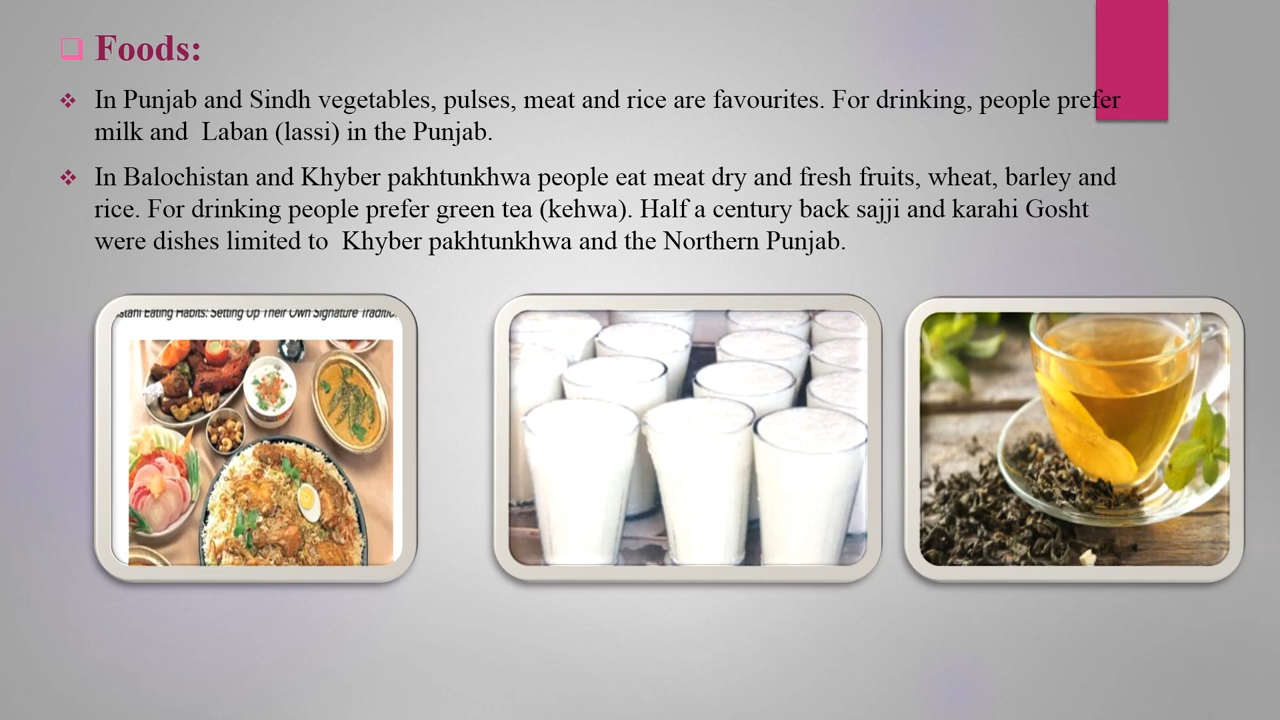 Foods:
In Punjab and Sindh vegetables, pulses, meat and rice are favourites. For drinking, people prefer
milk and  Laban (lassi) in the Punjab.
In Balochistan and Khyber pakhtunkhwa people eat meat dry and fresh fruits, wheat, barley and
rice. For drinking people prefer green tea (kehwa). Half a century back sajji and karahi Gosht
were dishes limited to  Khyber pakhtunkhwa and the Northern Punjab.
Eating Habits: Setting Up Their Own Signature